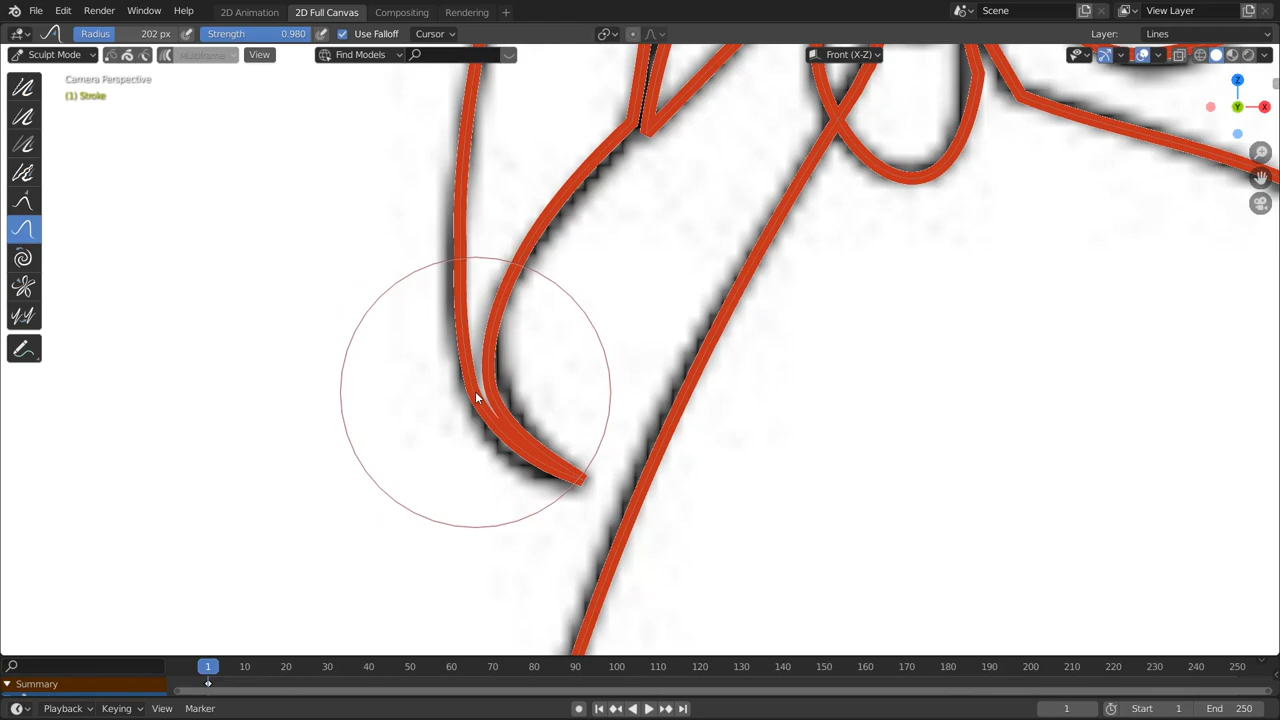 File Edit Render Window Help 2D Animation 2D Full Canvas Compositing Rendering + Scene View Layer
Radius 202 px Strength 0.980 Use Falloff Cursor Layer: Lines
Sculpt Mode Multiframe View Find Models Front (X-Z)
Camera Perspective
(1) Stroke
Z
Y
X
1 10 20 30 40 50 60 70 80 90 100 110 120 130 140 150 160 170 180 190 200 210 220 230 240 250
Summary
Playback Keying View Marker 1 Start 1 End 250